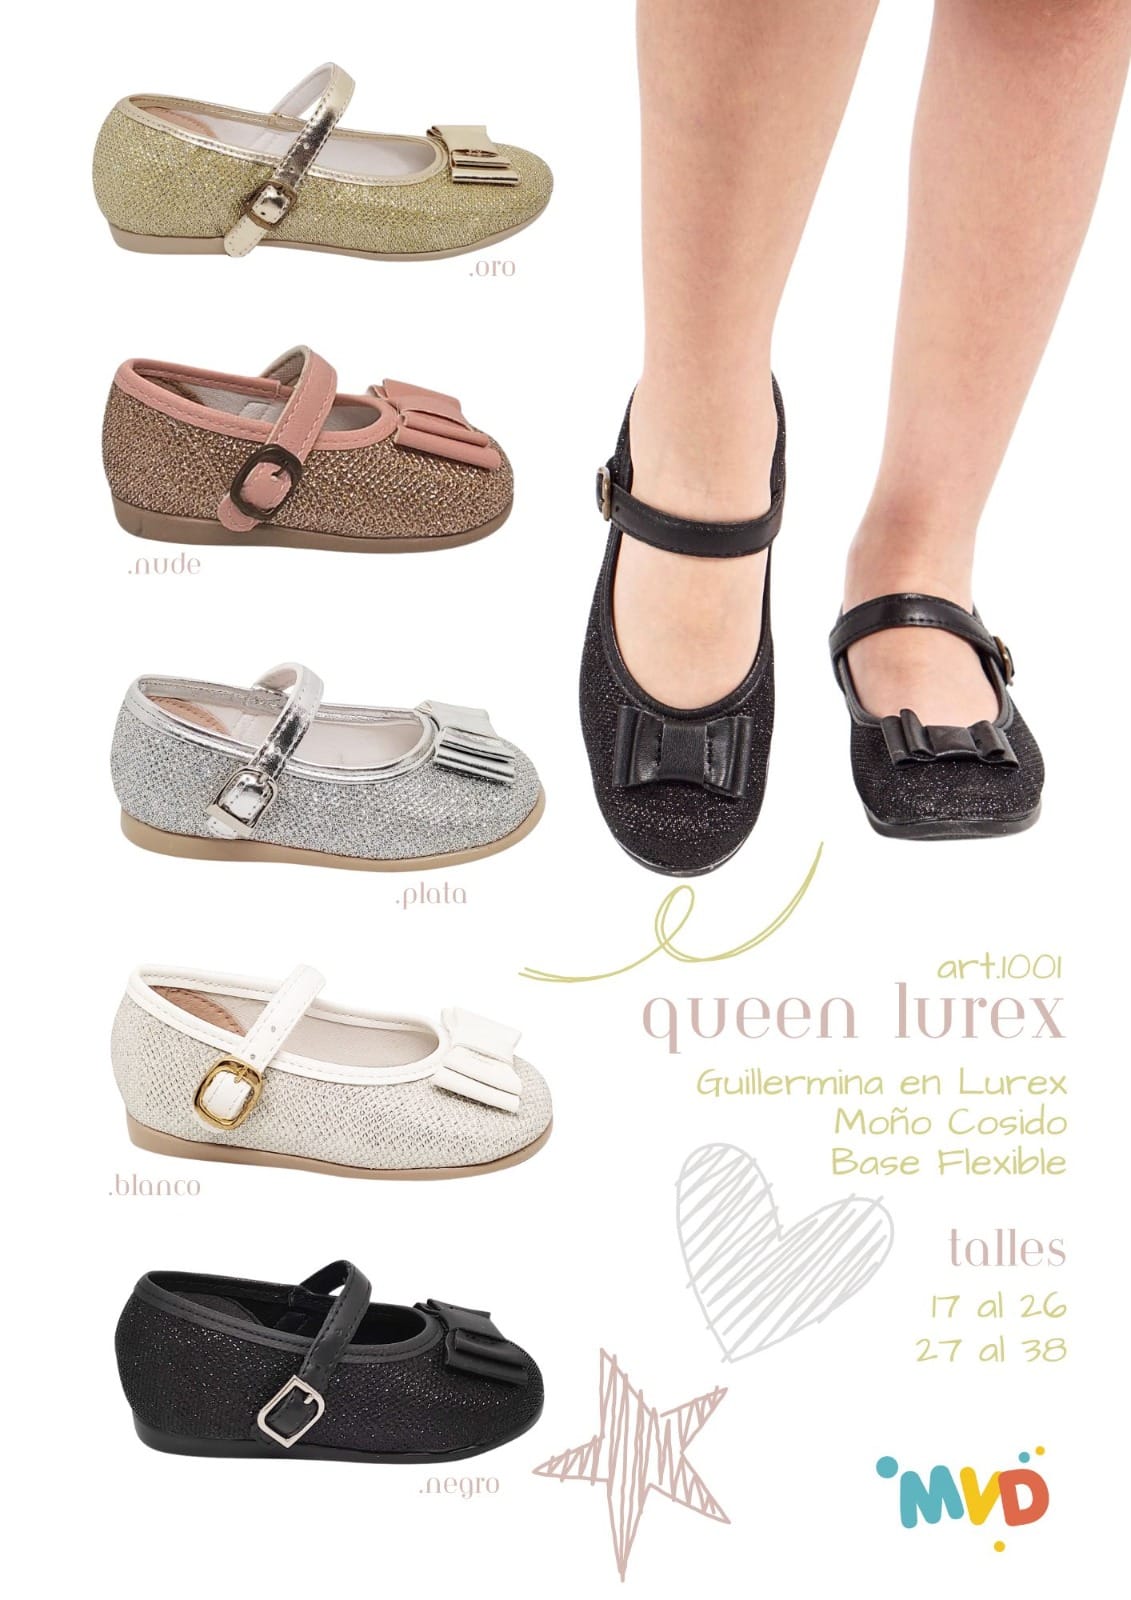 .oro
.nude
.plata
.blanco
.negro
art.1001
queen lurex
Guillermina en Lurex
Moño Cosido
Base Flexible
talles
17 al 26
27 al 38
MVD